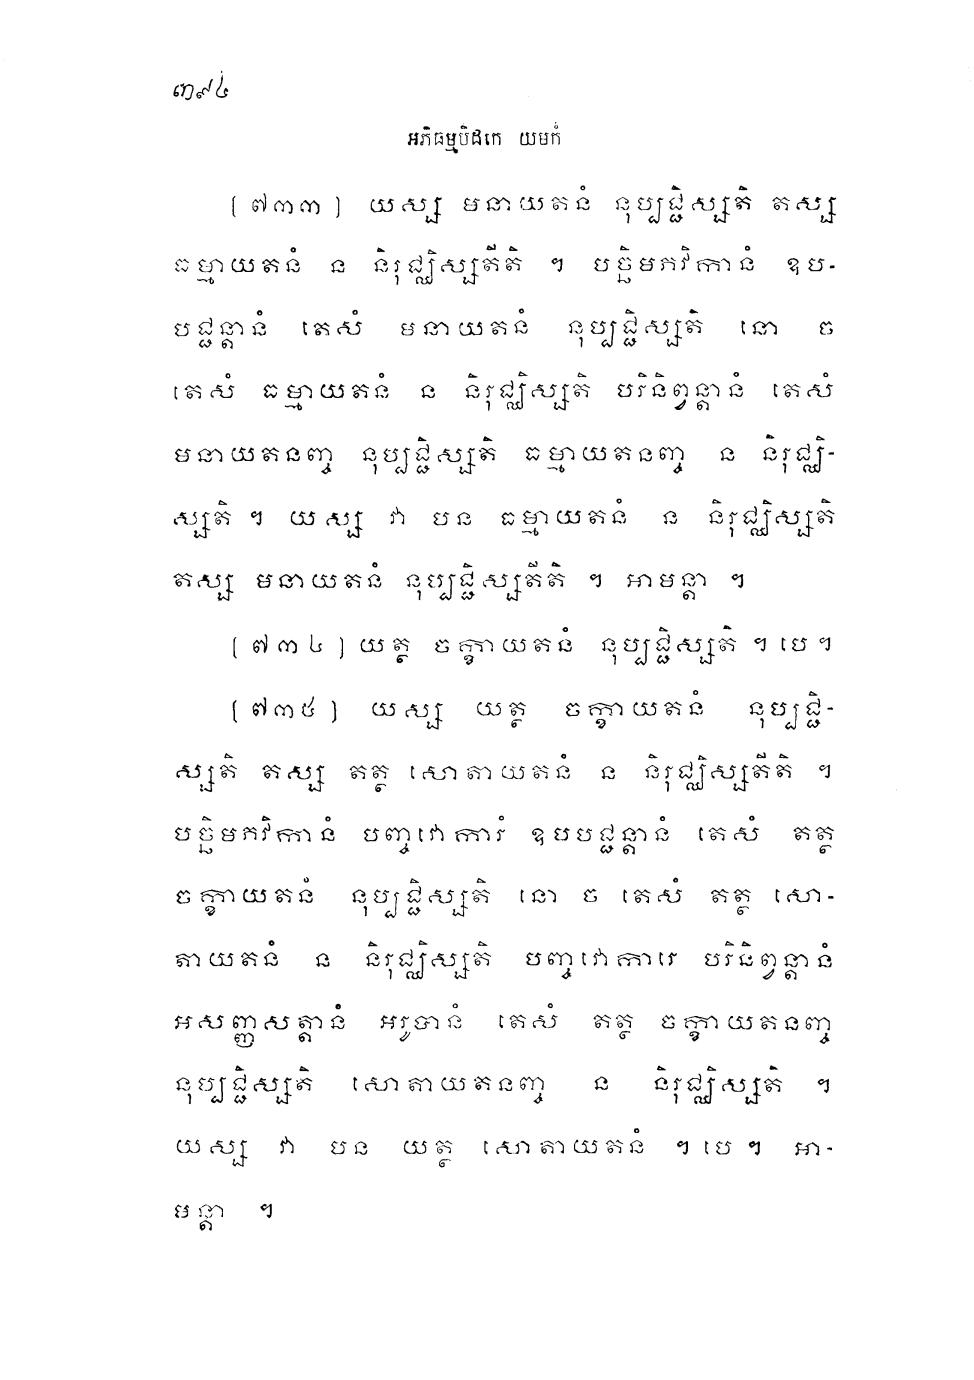 ៣៩៤
អភិធម្មបិដកេ យមកំ
(៧៣៣) យស្ស មនាយតនំ នុប្បជ្ជិស្សតិ តស្ស
ធម្មាយតនំ ន និរុជ្ឈិស្សតីតិ ។ បច្ឆិមភវិកានំ ឧប-
បជ្ជន្តានំ តេសំ មនាយតនំ នុប្បជ្ជិស្សតិ នោ ច
តេសំ ធម្មាយតនំ ន និរុជ្ឈិស្សតិ បរិនិព្វន្តានំ តេសំ
មនាយតនញ្ច នុប្បជ្ជិស្សតិ ធម្មាយតនញ្ច ន និរុជ្ឈិ-
ស្សតិ ។ យស្ស វា បន ធម្មាយតនំ ន និរុជ្ឈិស្សតិ
តស្ស មនាយតនំ នុប្បជ្ជិស្សតីតិ ។ អាមន្តា ។
(៧៣៤) យត្ថ ចក្ខាយតនំ នុប្បជ្ជិស្សតិ ។ បេ ។
(៧៣៥) យស្ស យត្ថ ចក្ខាយតនំ នុប្បជ្ជិ-
ស្សតិ តស្ស តត្ថ សោតាយតនំ ន និរុជ្ឈិស្សតីតិ ។
បច្ឆិមភវិកានំ បញ្ចវោការំ ឧបបជ្ជន្តានំ តេសំ តត្ថ
ចក្ខាយតនំ នុប្បជ្ជិស្សតិ នោ ច តេសំ តត្ថ សោ-
តាយតនំ ន និរុជ្ឈិស្សតិ បញ្ចវោការេ បរិនិព្វន្តានំ
អសញ្ញសត្តានំ អរូបានំ តេសំ តត្ថ ចក្ខាយតនញ្ច
នុប្បជ្ជិស្សតិ សោតាយតនញ្ច ន និរុជ្ឈិស្សតិ ។
យស្ស វា បន យត្ថ សោតាយតនំ ។ បេ ។ អា-
មន្តា ។